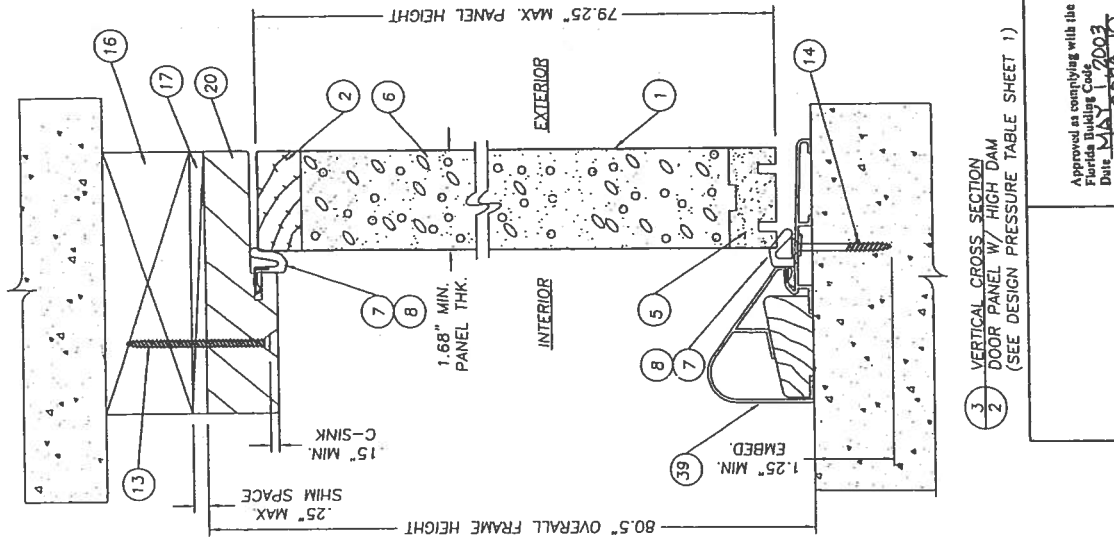 16
17
20
2
6
1
14
79.25" MAX. PANEL HEIGHT
EXTERIOR
INTERIOR
1.68" MIN.
PANEL THK.
7
8
5
8
7
39
13
.15" MIN.
C-SINK
.25" MAX.
SHIM SPACE
1.25" MIN.
EMBED.
80.5" OVERALL FRAME HEIGHT
3
2
VERTICAL CROSS SECTION
DOOR PANEL W/ HIGH DAM
(SEE DESIGN PRESSURE TABLE SHEET 1)
Approved as complying with the
Florida Building Code
Date MAY 1, 2003